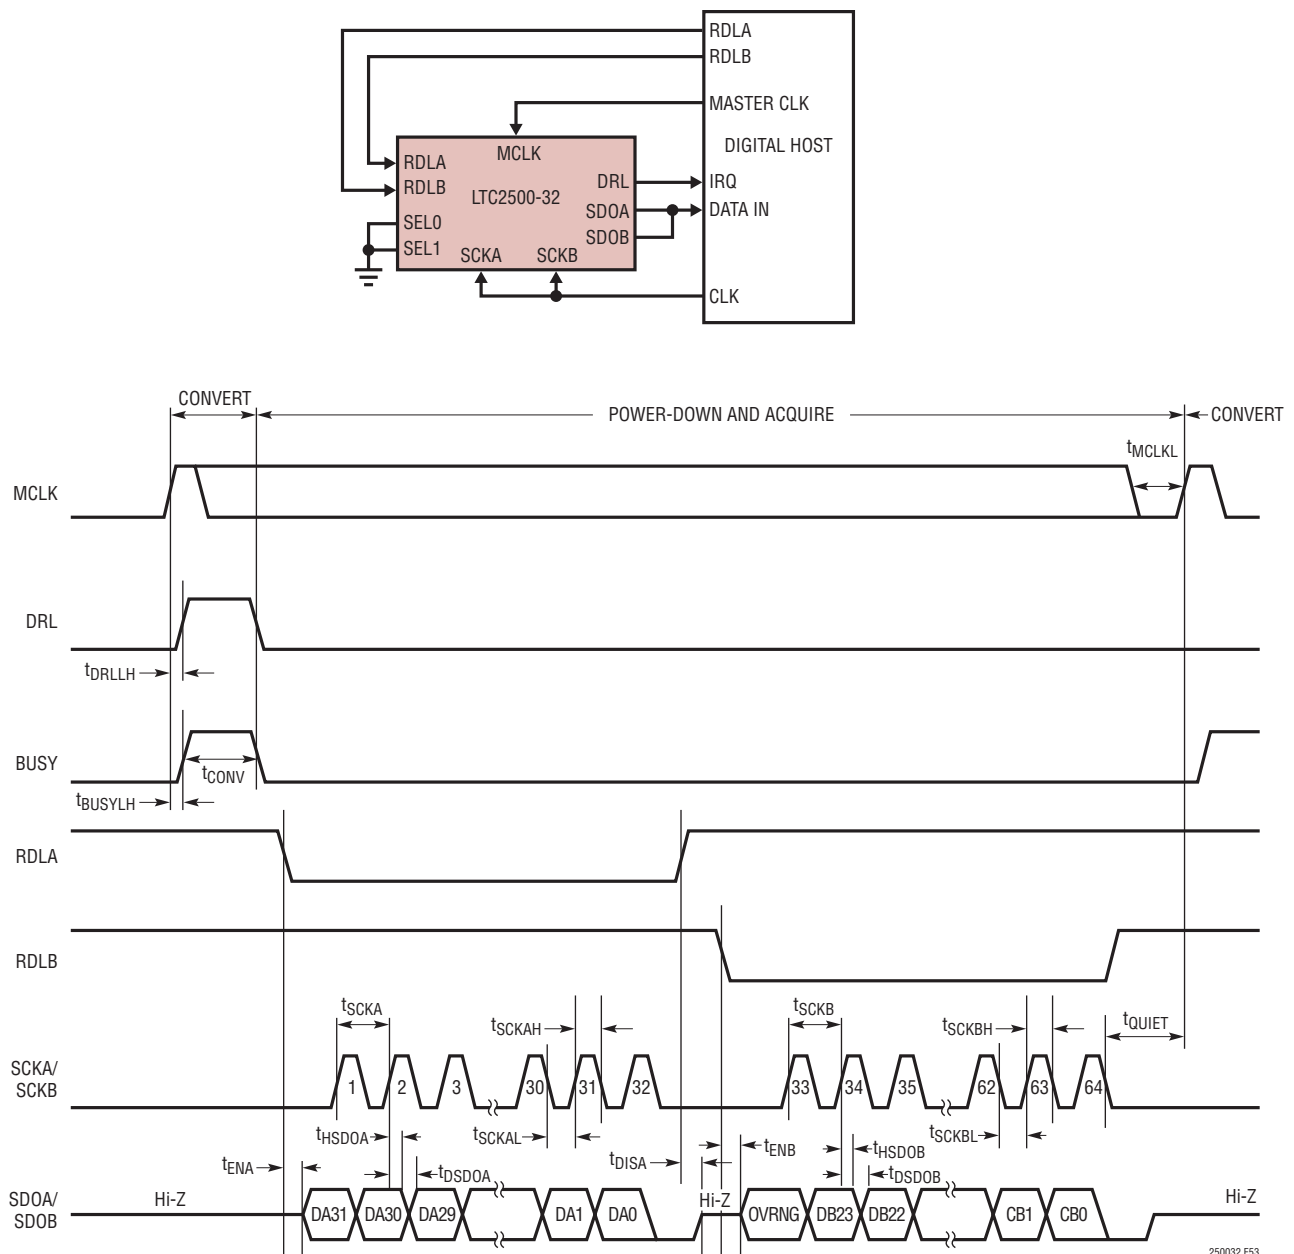 RDLA
RDLB
MASTER CLK
DIGITAL HOST
IRQ
DATA IN
CLK
MCLK
RDLA
RDLB
LTC2500-32
SEL0
SEL1
SCKA
SCKB
DRL
SDOA
SDOB
CONVERT
POWER-DOWN AND ACQUIRE
CONVERT
tMCLKL
MCLK
DRL
tDRLLH
BUSY
tCONV
tBUSYLH
RDLA
RDLB
tSCKA
tSCKAH
tSCKB
tSCKBH
tQUIET
SCKA/
SCKB
1 2 3 30 31 32 33 34 35 62 63 64
tHSDOA
tSCKAL
tENB
tHSDOB
tSCKBL
tENA
tDSDOA
tDISA
tDSDOB
SDOA/
SDOB
Hi-Z DA31 DA30 DA29 DA1 DA0 Hi-Z OVRNG DB23 DB22 CB1 CB0 Hi-Z
250032 F53